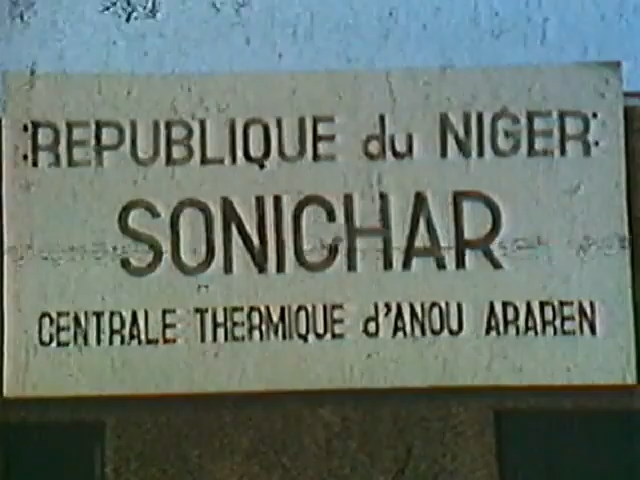 :REPUBLIQUE du NIGER:
SONICHAR
CENTRALE THERMIQUE d'ANOU ARAREN